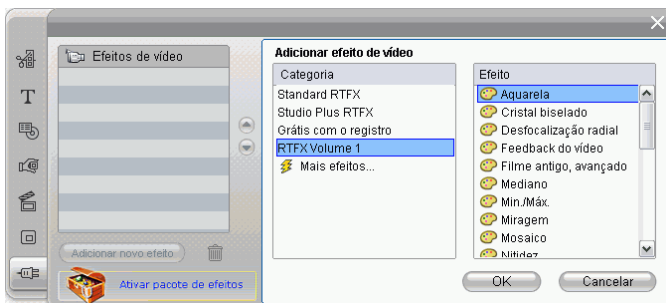 Efeitos de vídeo
Adicionar novo efeito
Ativar pacote de efeitos
Adicionar efeito de vídeo
Categoria
Standard RTFX
Studio Plus RTFX
Grátis com o registro
RTFX Volume 1
Mais efeitos...
Efeito
Aquarela
Cristal biselado
Desfocalização radial
Feedback do vídeo
Filme antigo, avançado
Mediano
Min./Máx.
Miragem
Mosaico
Nitidez
OK
Cancelar
T